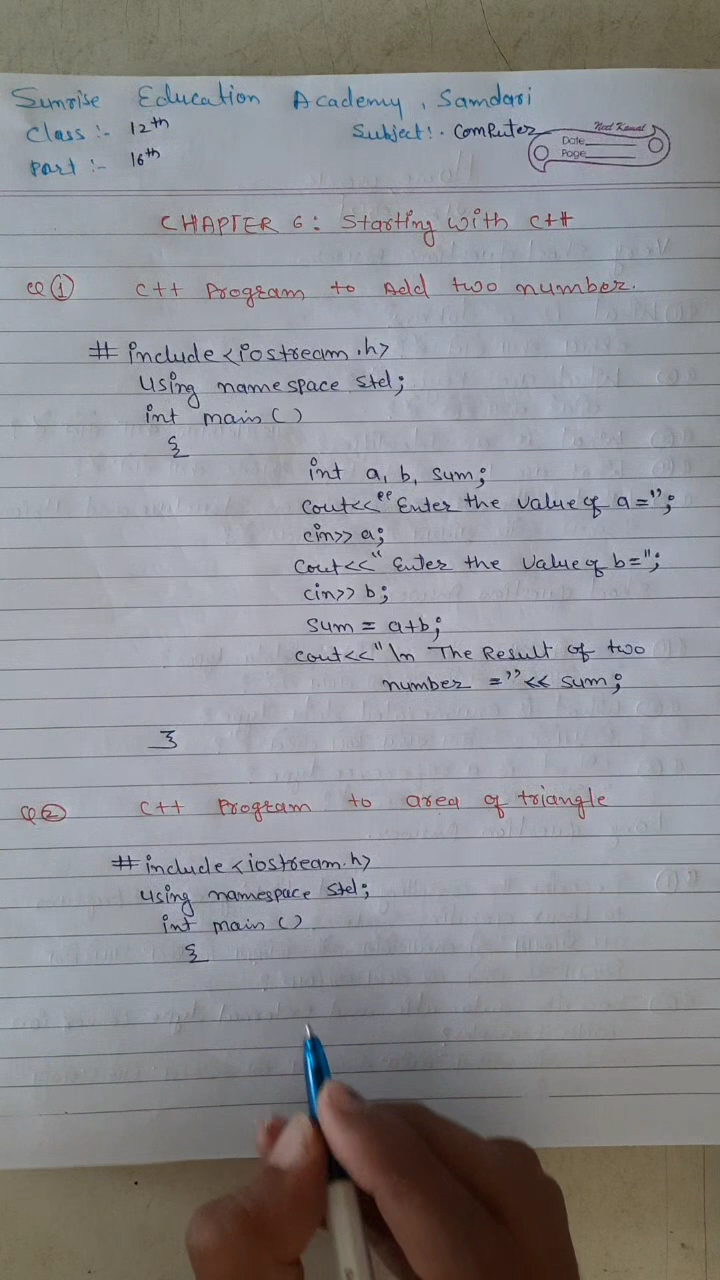 Sunrise Education Academy, Samdari
Class :- 12th Subject :- Computer
Part :- 16th
Neel Kamal
Date
Page
CHAPTER 6: Starting with C++
Q① C++ Program to Add two number.
# include <iostream.h>
using namespace std;
int main ()
{
int a, b, sum;
cout<<"Enter the value of a =";
cin>> a;
cout<<" Enter the value of b=";
cin>> b;
sum = a+b;
cout<<"\n The Result of two
number =" << sum;
}
Q② C++ Program to area of triangle
# include <iostream.h>
using namespace std;
int main ()
{